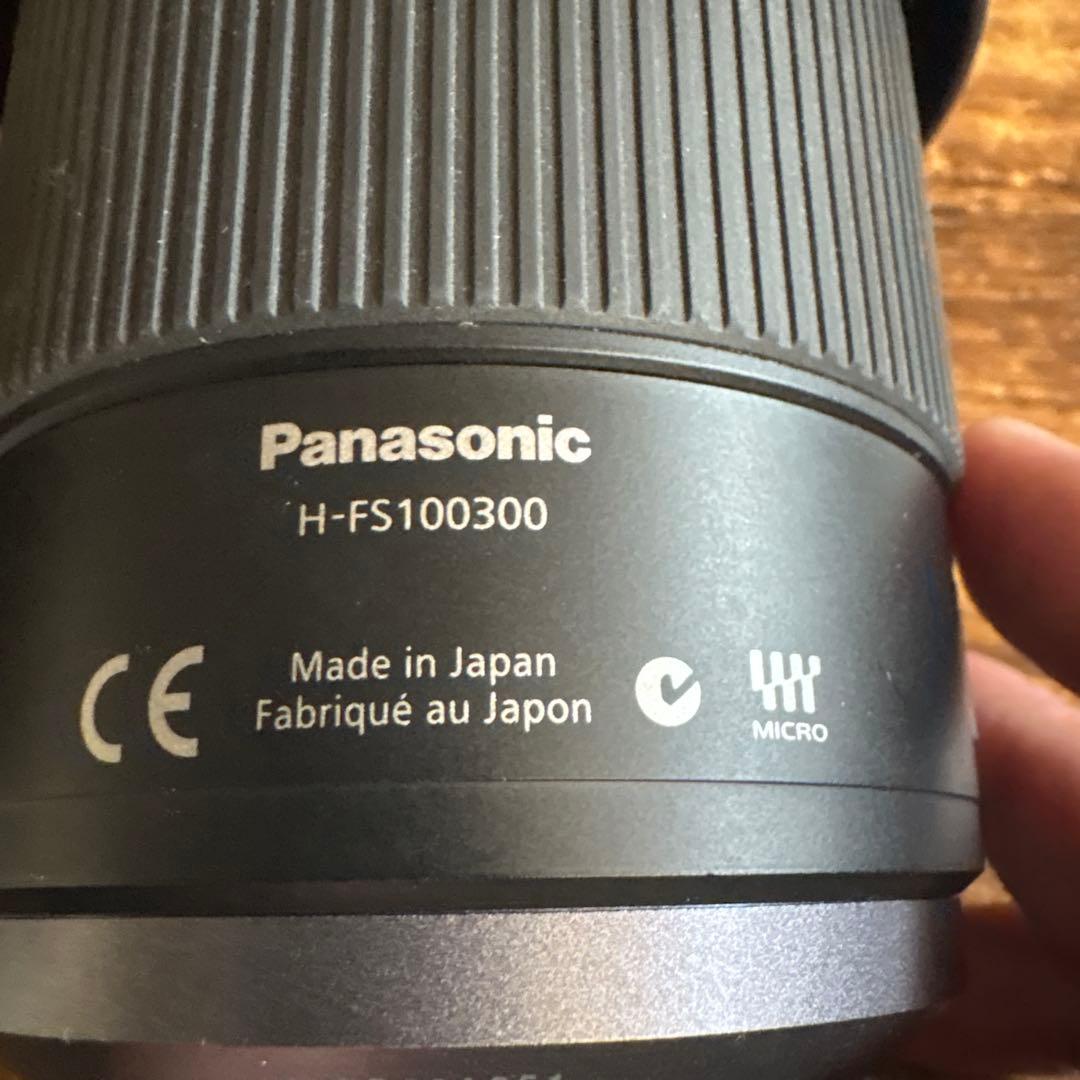 Panasonic
H-FS100300
CE
Made in Japan
Fabriqué au Japon
MICRO